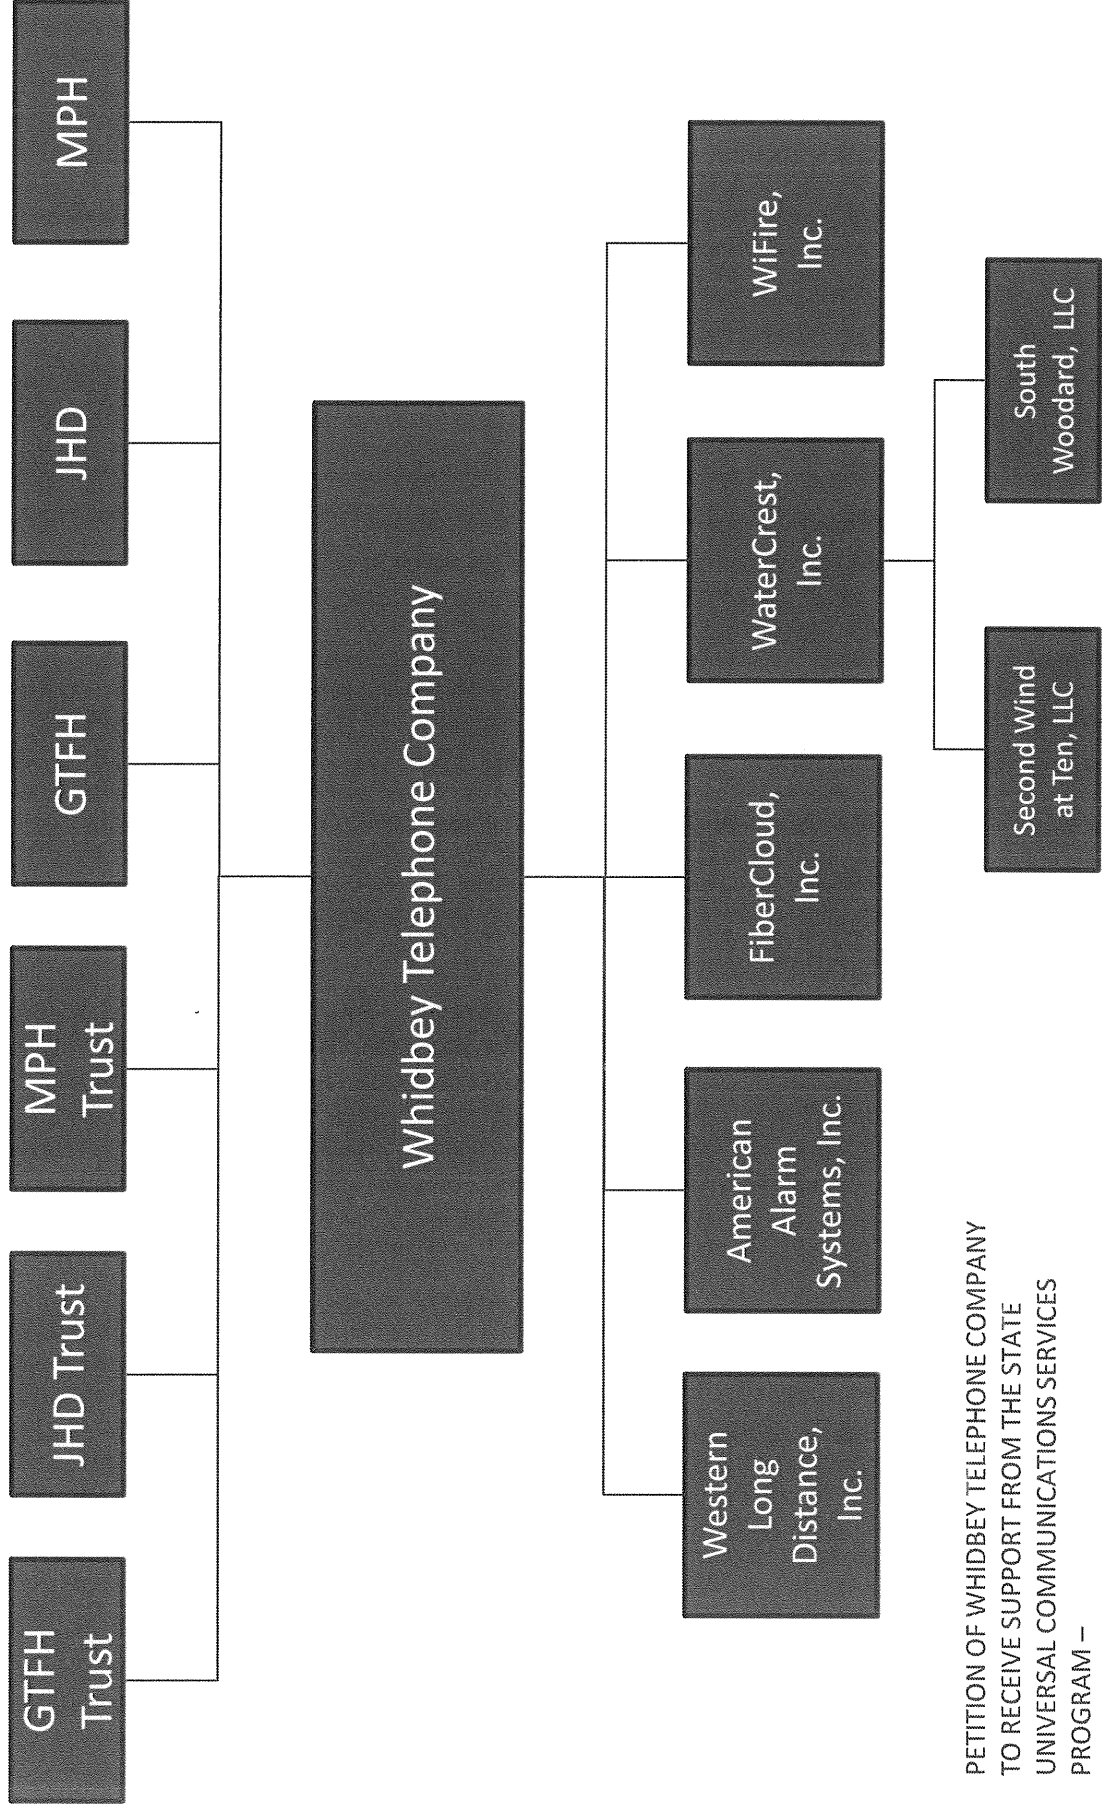 GTFH
Trust
JHD Trust
MPH
Trust
GTFH
JHD
MPH
Whidbey Telephone Company
Western
Long
Distance,
Inc.
American
Alarm
Systems, Inc.
FiberCloud,
Inc.
WaterCrest,
Inc.
WiFire,
Inc.
Second Wind
at Ten, LLC
South
Woodard, LLC
PETITION OF WHIDBEY TELEPHONE COMPANY
TO RECEIVE SUPPORT FROM THE STATE
UNIVERSAL COMMUNICATIONS SERVICES
PROGRAM –